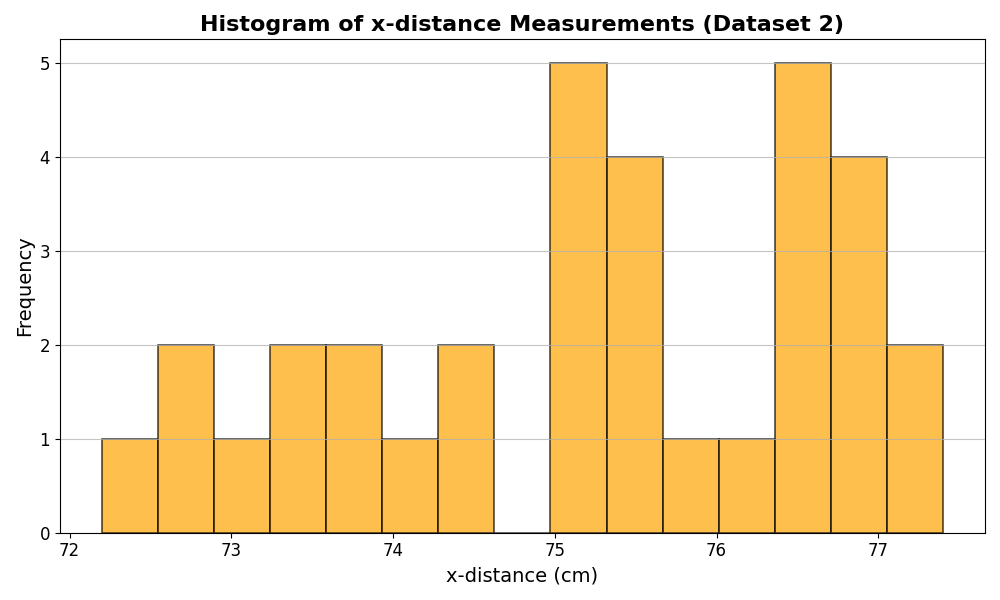 Histogram of x-distance Measurements (Dataset 2)
Frequency
5
4
3
2
1
0
72 73 74 75 76 77
x-distance (cm)